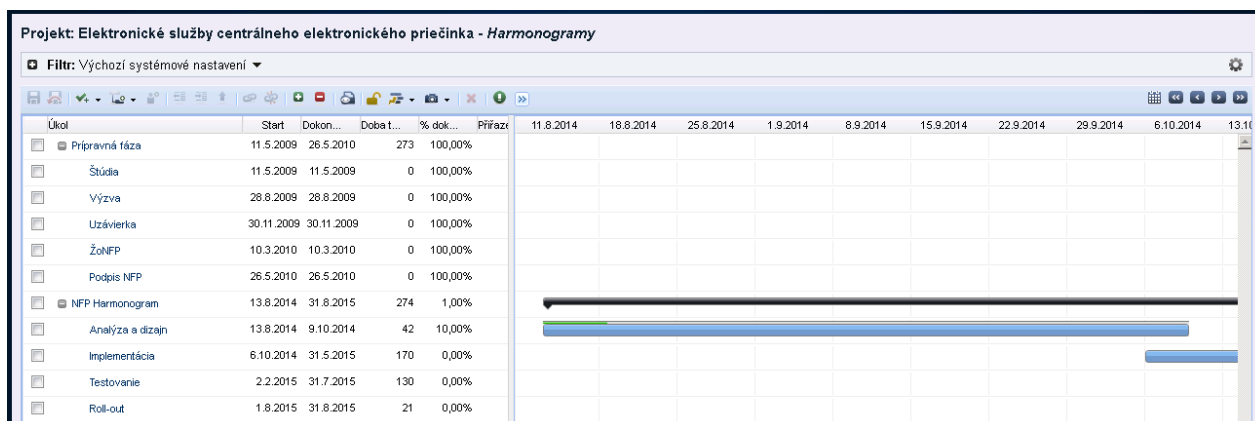 Projekt: Elektronické služby centrálneho elektronického priečinka - Harmonogramy
Filtr: Výchozí systémové nastavení
Úkol Start Dokon... Doba t... % dok... Přiřaze 11.8.2014 18.8.2014 25.8.2014 1.9.2014 8.9.2014 15.9.2014 22.9.2014 29.9.2014 6.10.2014 13.10
Prípravná fáza 11.5.2009 26.5.2010 273 100,00%
Štúdia 11.5.2009 11.5.2009 0 100,00%
Výzva 28.8.2009 28.8.2009 0 100,00%
Uzávierka 30.11.2009 30.11.2009 0 100,00%
ŽoNFP 10.3.2010 10.3.2010 0 100,00%
Podpis NFP 26.5.2010 26.5.2010 0 100,00%
NFP Harmonogram 13.8.2014 31.8.2015 274 1,00%
Analýza a dizajn 13.8.2014 9.10.2014 42 10,00%
Implementácia 6.10.2014 31.5.2015 170 0,00%
Testovanie 2.2.2015 31.7.2015 130 0,00%
Roll-out 1.8.2015 31.8.2015 21 0,00%